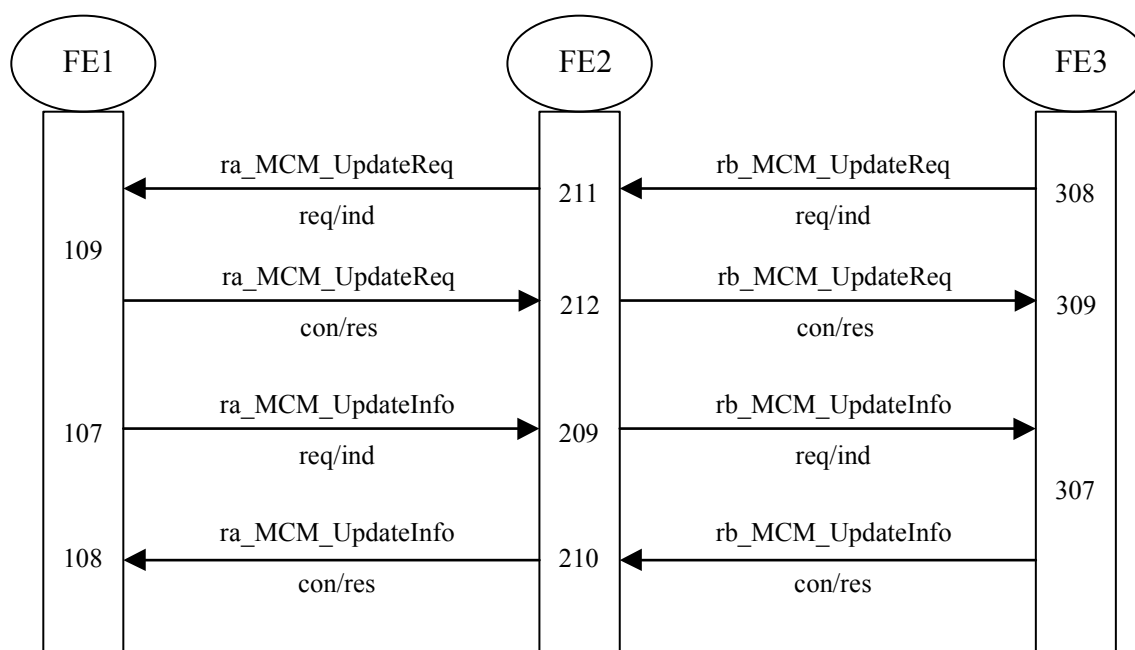 FE1 FE2 FE3
ra_MCM_UpdateReq rb_MCM_UpdateReq
211 308
req/ind req/ind
109
ra_MCM_UpdateReq rb_MCM_UpdateReq
212 309
con/res con/res
ra_MCM_UpdateInfo rb_MCM_UpdateInfo
107 209
req/ind req/ind
307
ra_MCM_UpdateInfo rb_MCM_UpdateInfo
108 210
con/res con/res